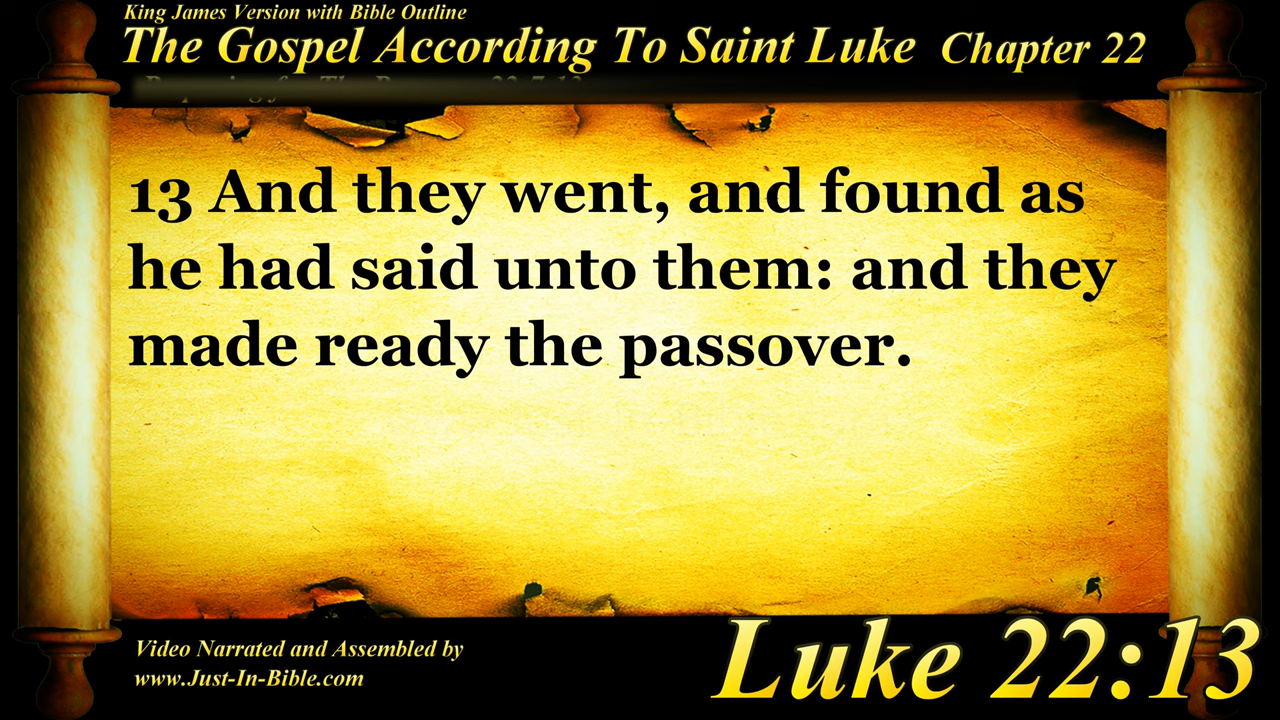 King James Version with Bible Outline
The Gospel According To Saint Luke Chapter 22
13 And they went, and found as
he had said unto them: and they
made ready the passover.
Video Narrated and Assembled by
www.Just-In-Bible.com
Luke 22:13